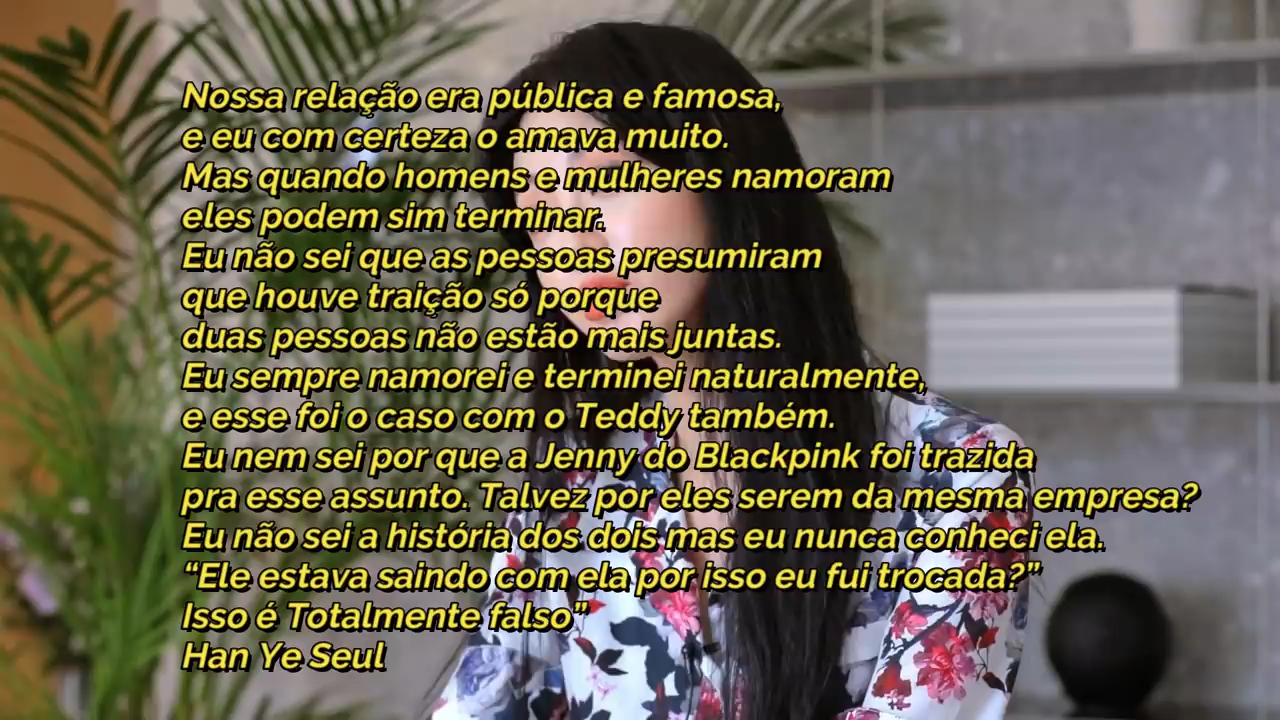 Nossa relação era pública e famosa,
e eu com certeza o amava muito.
Mas quando homens e mulheres namoram
eles podem sim terminar.
Eu não sei que as pessoas presumiram
que houve traição só porque
duas pessoas não estão mais juntas.
Eu sempre namorei e terminei naturalmente,
e esse foi o caso com o Teddy também.
Eu nem sei por que a Jenny do Blackpink foi trazida
pra esse assunto. Talvez por eles serem da mesma empresa?
Eu não sei a história dos dois mas eu nunca conheci ela.
“Ele estava saindo com ela por isso eu fui trocada?”
Isso é Totalmente falso”
Han Ye Seul